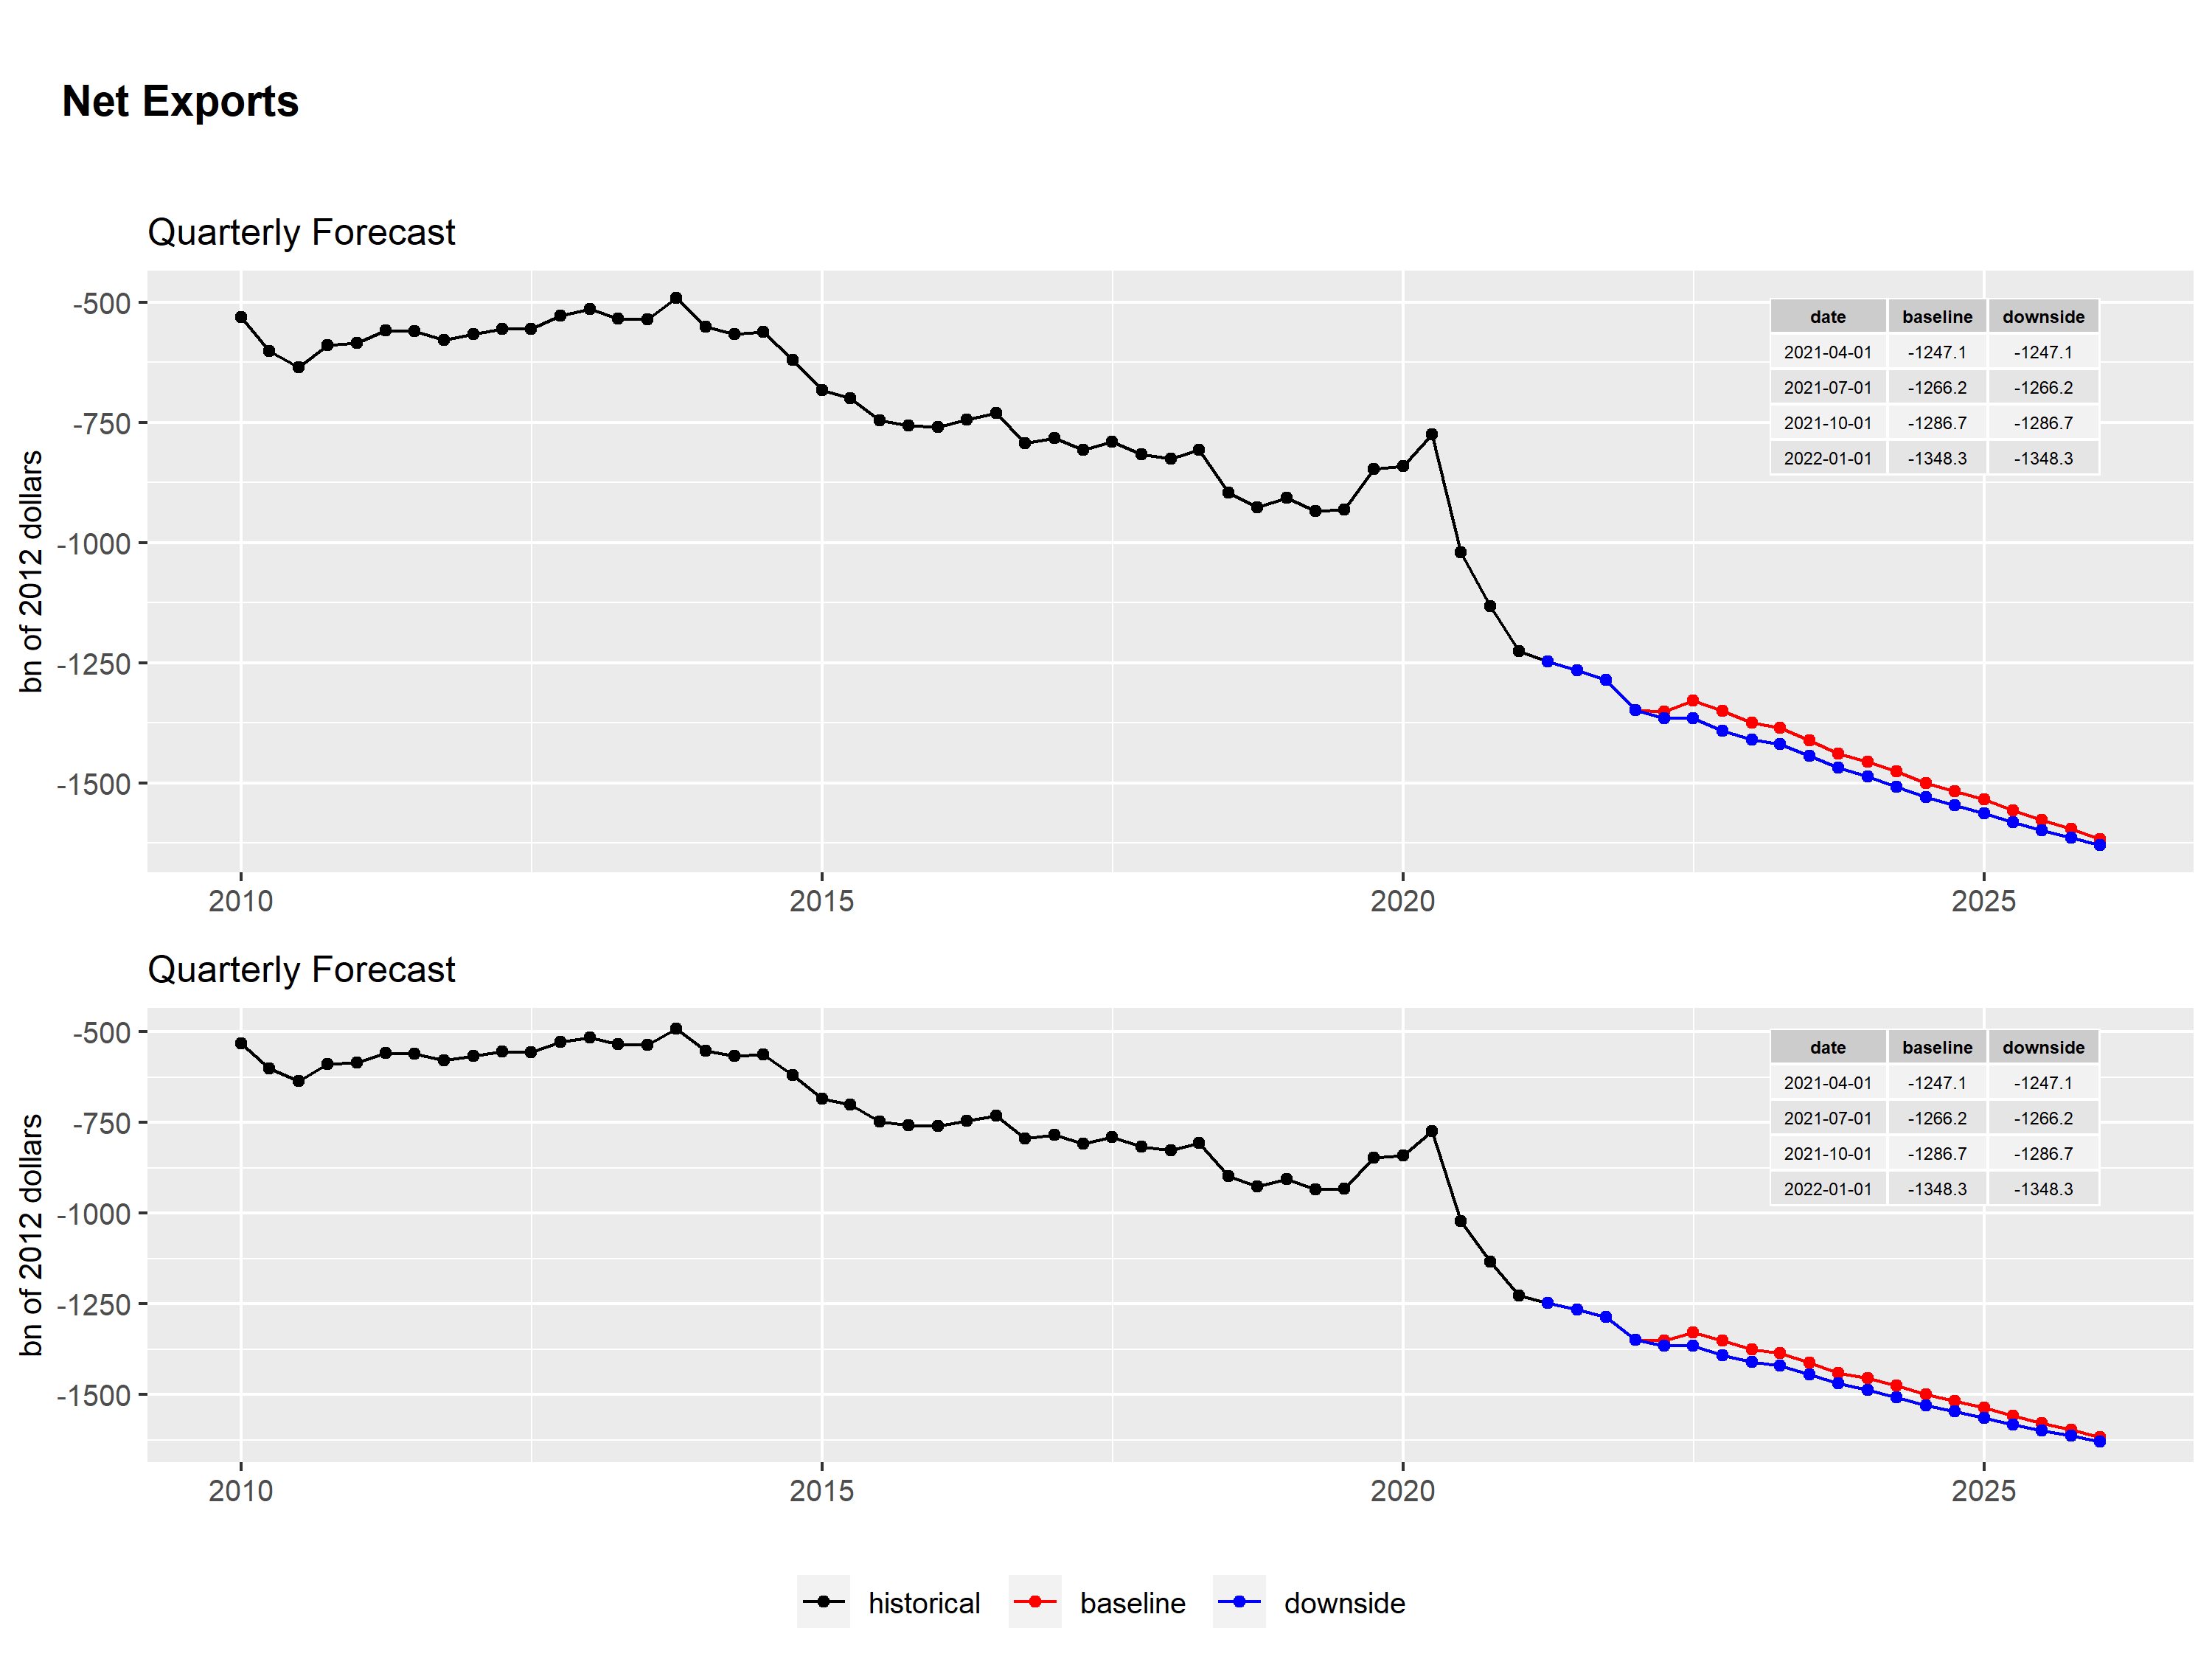 Net Exports
Quarterly Forecast
bn of 2012 dollars
-500
-750
-1000
-1250
-1500
date baseline downside
2021-04-01 -1247.1 -1247.1
2021-07-01 -1266.2 -1266.2
2021-10-01 -1286.7 -1286.7
2022-01-01 -1348.3 -1348.3
2010 2015 2020 2025
Quarterly Forecast
bn of 2012 dollars
-500
-750
-1000
-1250
-1500
date baseline downside
2021-04-01 -1247.1 -1247.1
2021-07-01 -1266.2 -1266.2
2021-10-01 -1286.7 -1286.7
2022-01-01 -1348.3 -1348.3
2010 2015 2020 2025
historical baseline downside